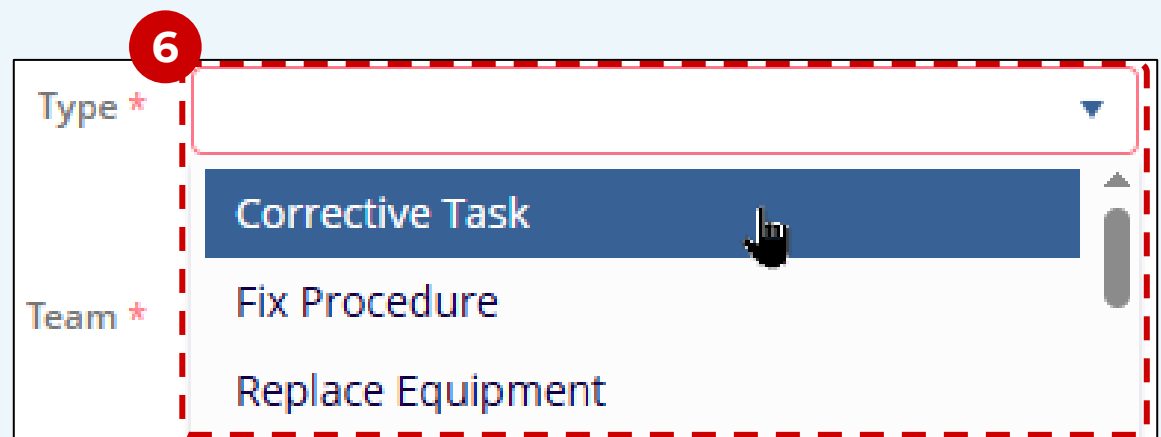 6
Type *
Corrective Task
Fix Procedure
Team *
Replace Equipment